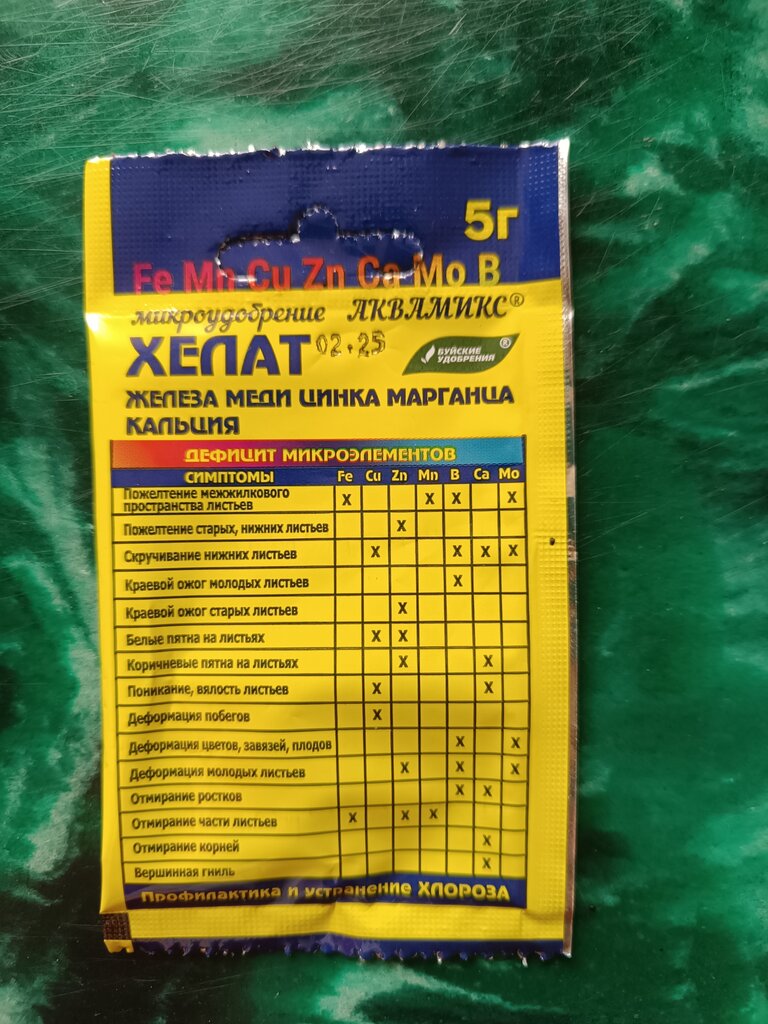 5г
Fe Mn Cu Zn Ca Mo B
микроудобрение АКВАМИКС®
ХЕЛАТ 02.25 БУЙСКИЕ УДОБРЕНИЯ ®
ЖЕЛЕЗА МЕДИ ЦИНКА МАРГАНЦА
КАЛЬЦИЯ
ДЕФИЦИТ МИКРОЭЛЕМЕНТОВ
СИМПТОМЫ Fe Cu Zn Mn B Ca Mo
Пожелтение межжилкового
пространства листьев X X X X
Пожелтение старых, нижних листьев X
Скручивание нижних листьев X X X X
Краевой ожог молодых листьев X
Краевой ожог старых листьев X
Белые пятна на листьях X X
Коричневые пятна на листьях X X
Поникание, вялость листьев X X
Деформация побегов X
Деформация цветов, завязей, плодов X X
Деформация молодых листьев X X X
Отмирание ростков X X
Отмирание части листьев X X X
Отмирание корней X
Вершинная гниль X
Профилактика и устранение ХЛОРОЗА